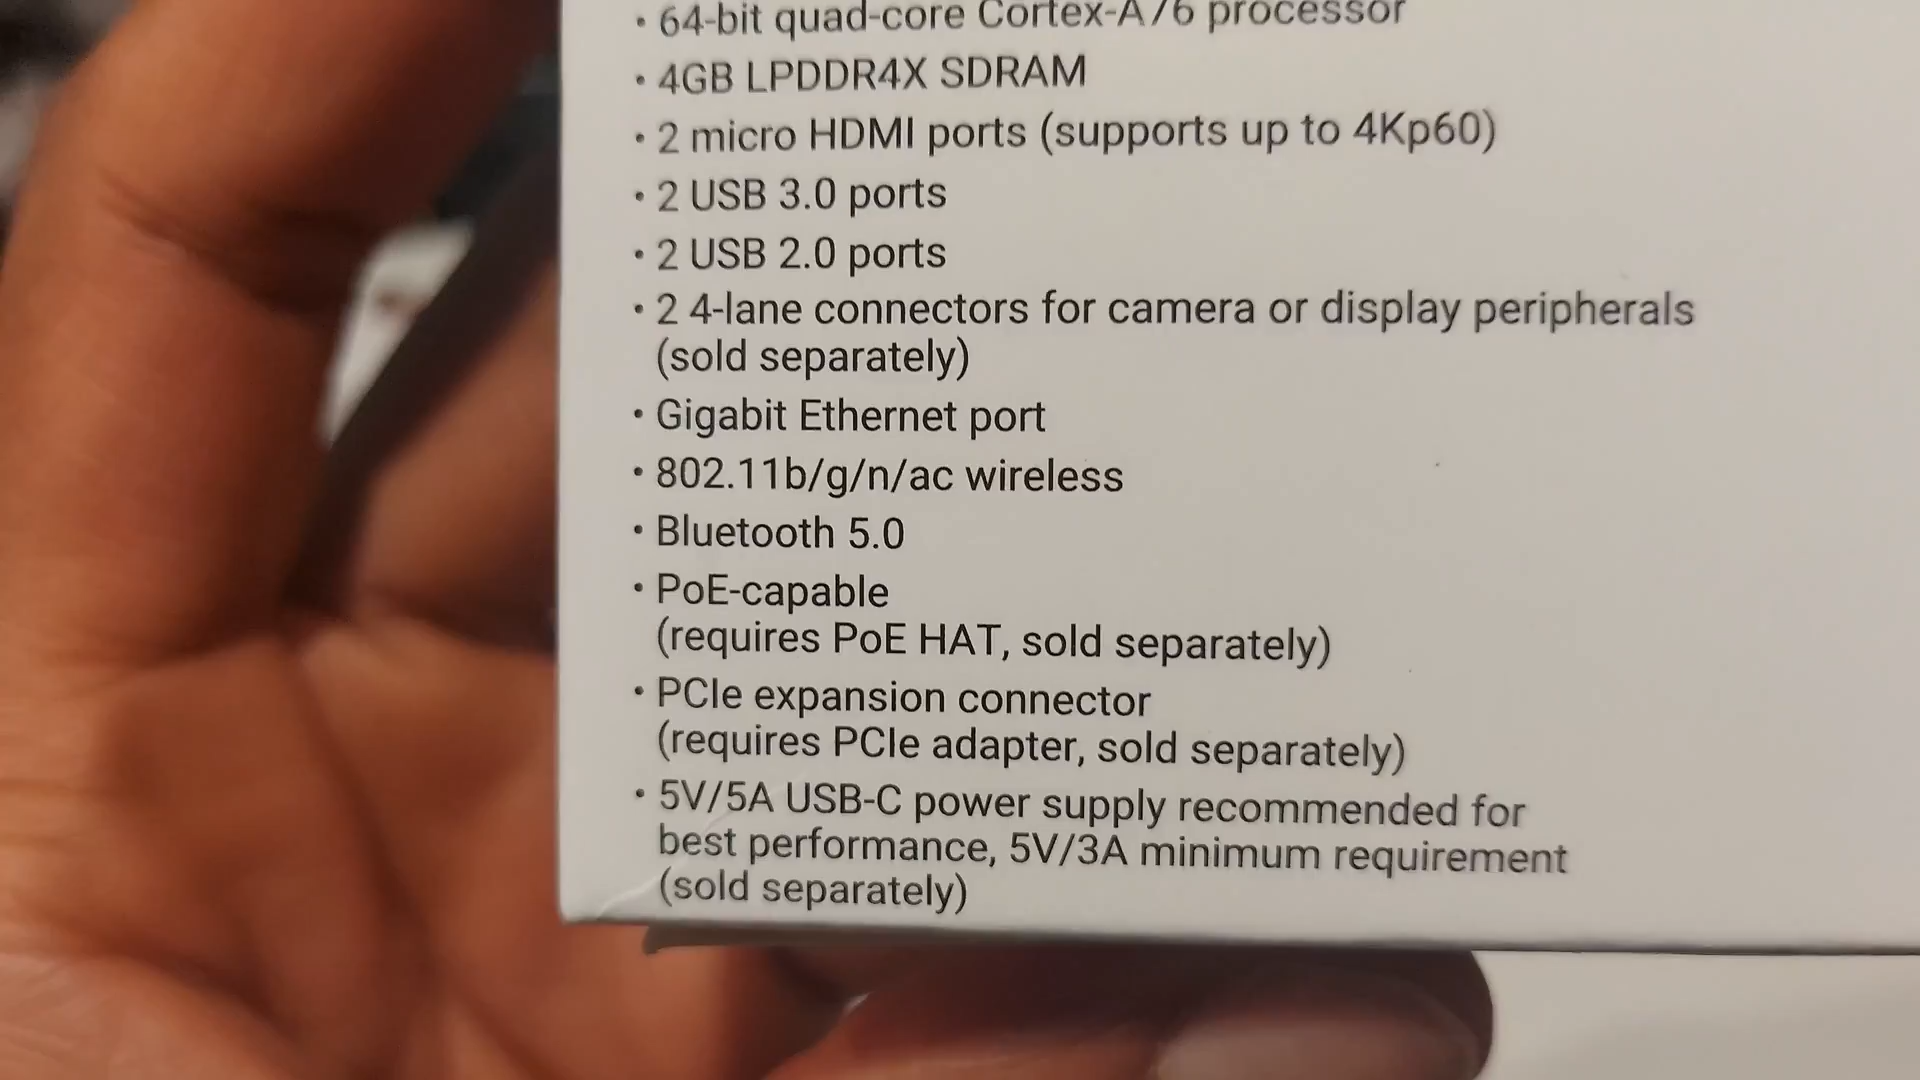 • 64-bit quad-core Cortex-A76 processor
• 4GB LPDDR4X SDRAM
• 2 micro HDMI ports (supports up to 4Kp60)
• 2 USB 3.0 ports
• 2 USB 2.0 ports
• 2 4-lane connectors for camera or display peripherals
(sold separately)
• Gigabit Ethernet port
• 802.11b/g/n/ac wireless
• Bluetooth 5.0
• PoE-capable
(requires PoE HAT, sold separately)
• PCIe expansion connector
(requires PCIe adapter, sold separately)
• 5V/5A USB-C power supply recommended for
best performance, 5V/3A minimum requirement
(sold separately)